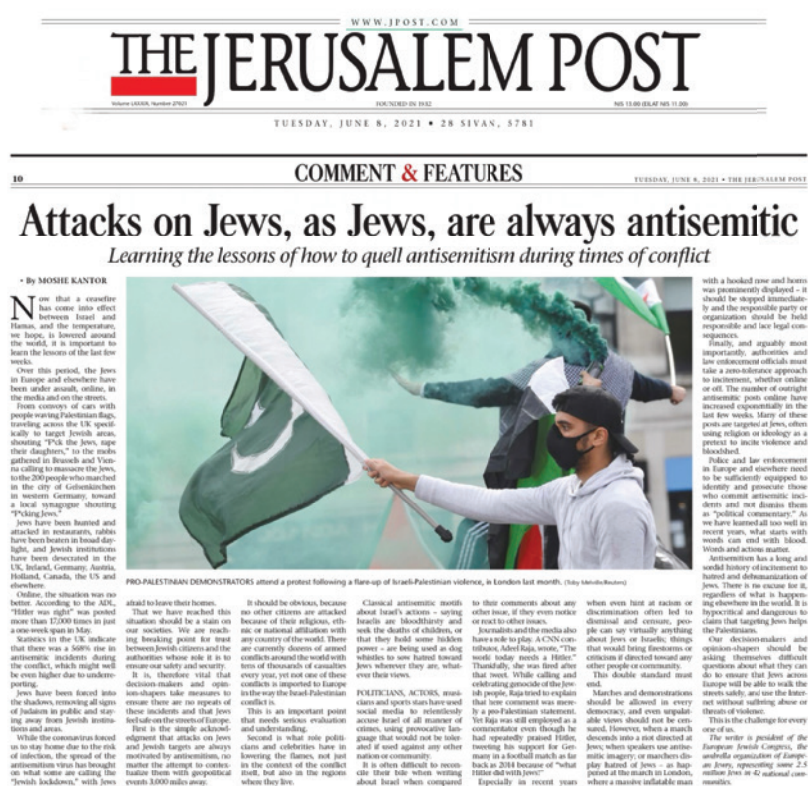 WWW.JPOST.COM
THE JERUSALEM POST
Volume LXXXIX, Number 27023
FOUNDED IN 1932
NIS 13.00 (EILAT NIS 11.00)
TUESDAY, JUNE 8, 2021 • 28 SIVAN, 5781
10
COMMENT & FEATURES
TUESDAY, JUNE 8, 2021 • THE JERUSALEM POST
Attacks on Jews, as Jews, are always antisemitic
Learning the lessons of how to quell antisemitism during times of conflict
• By MOSHE KANTOR
Now that a ceasefire
has come into effect
between Israel and
Hamas, and the temperature,
we hope, is lowered around
the world, it is important to
learn the lessons of the last few
weeks.
Over this period, the Jews
in Europe and elsewhere have
been under assault, online, in
the media and on the streets.
From convoys of cars with
people waving Palestinian flags,
traveling across the UK specif-
ically to target Jewish areas,
shouting "F*ck the Jews, rape
their daughters," to the mobs
gathered in Brussels and Vien-
na calling to massacre the Jews,
to the 200 people who marched
in the city of Gelsenkirchen
in western Germany, toward
a local synagogue shouting
"F*cking Jews."
Jews have been hunted and
attacked in restaurants, rabbis
have been beaten in broad day-
light, and Jewish institutions
have been desecrated in the
UK, Ireland, Germany, Austria,
Holland, Canada, the US and
elsewhere.
Online, the situation was no
better. According to the ADL,
"Hitler was right" was posted
more than 17,000 times in just
a one-week span in May.
Statistics in the UK indicate
that there was a 568% rise in
antisemitic incidents during
the conflict, which might well
be even higher due to underre-
porting.
Jews have been forced into
the shadows, removing all signs
of Judaism in public and stay-
ing away from Jewish institu-
tions and areas.
While the coronavirus forced
us to stay home due to the risk
of infection, the spread of the
antisemitism virus has brought
on what some are calling the
"Jewish lockdown," with Jews
PRO-PALESTINIAN DEMONSTRATORS attend a protest following a flare-up of Israeli-Palestinian violence, in London last month. (Toby Melville/Reuters)
afraid to leave their homes.
That we have reached this
situation should be a stain on
our societies. We are reach-
ing breaking point for trust
between Jewish citizens and the
authorities whose role it is to
ensure our safety and security.
It is, therefore vital that
decision-makers and opin-
ion-shapers take measures to
ensure there are no repeats of
these incidents and that Jews
feel safe on the streets of Europe.
First is the simple acknowl-
edgment that attacks on Jews
and Jewish targets are always
motivated by antisemitism, no
matter the attempt to contex-
tualize them with geopolitical
events 3,000 miles away.
It should be obvious, because
no other citizens are attacked
because of their religious, eth-
nic or national affiliation with
any country of the world. There
are currently dozens of armed
conflicts around the world with
tens of thousands of casualties
every year, yet not one of these
conflicts is imported to Europe
in the way the Israel-Palestinian
conflict is.
This is an important point
that needs serious evaluation
and understanding.
Second is what role politi-
cians and celebrities have in
lowering the flames, not just
in the context of the conflict
itself, but also in the regions
where they live.
Classical antisemitic motifs
about Israel's actions – saying
Israelis are bloodthirsty and
seek the deaths of children, or
that they hold some hidden
power – are being used as dog
whistles to sow hatred toward
Jews wherever they are, what-
ever their views.
POLITICIANS, ACTORS, musi-
cians and sports stars have used
social media to relentlessly
accuse Israel of all manner of
crimes, using provocative lan-
guage that would not be toler-
ated if used against any other
nation or community.
It is often difficult to recon-
cile their bile when writing
about Israel when compared
to their comments about any
other issue, if they even notice
or react to other issues.
Journalists and the media also
have a role to play. A CNN con-
tributor, Adeel Raja, wrote, "The
world today needs a Hitler."
Thankfully, she was fired after
that tweet. While calling and
celebrating genocide of the Jew-
ish people, Raja tried to explain
that here comment was mere-
ly a pro-Palestinian statement.
Yet Raja was still employed as a
commentator even though he
had repeatedly praised Hitler,
tweeting his support for Ger-
many in a football match as far
back as 2014 because of "what
Hitler did with Jews!"
Especially in recent years
when even hint at racism or
discrimination often led to
dismissal and censure, peo-
ple can say virtually anything
about Jews or Israelis; things
that would bring firestorms or
criticism if directed toward any
other people or community.
This double standard must
end.
Marches and demonstrations
should be allowed in every
democracy, and even unpalat-
able views should not be cen-
sured. However, when a march
descends into a riot directed at
Jews; when speakers use antise-
mitic imagery; or marchers dis-
play hatred of Jews – as hap-
pened at the march in London,
where a massive inflatable man
with a hooked nose and horns
was prominently displayed – it
should be stopped immediate-
ly and the responsible party or
organization should be held
responsible and face legal con-
sequences.
Finally, and arguably most
importantly, authorities and
law enforcement officials must
take a zero-tolerance approach
to incitement, whether online
or off. The number of outright
antisemitic posts online have
increased exponentially in the
last few weeks. Many of these
posts are targeted at Jews, often
using religion or ideology as a
pretext to incite violence and
bloodshed.
Police and law enforcement
in Europe and elsewhere need
to be sufficiently equipped to
identify and prosecute those
who commit antisemitic inci-
dents and not dismiss them
as "political commentary." As
we have learned all too well in
recent years, what starts with
words can end with blood.
Words and actions matter.
Antisemitism has a long and
sordid history of incitement to
hatred and dehumanization of
Jews. There is no excuse for it,
regardless of what is happen-
ing elsewhere in the world. It is
hypocritical and dangerous to
claim that targeting Jews helps
the Palestinians.
Our decision-makers and
opinion-shapers should be
asking themselves difficult
questions about what they can
do to ensure that Jews across
Europe will be able to walk the
streets safely, and use the Inter-
net without suffering abuse or
threats of violence.
This is the challenge for every
one of us.
The writer is president of the
European Jewish Congress, the
umbrella organization of Europe-
an Jewry, representing some 2.5
million Jews in 42 national com-
munities.